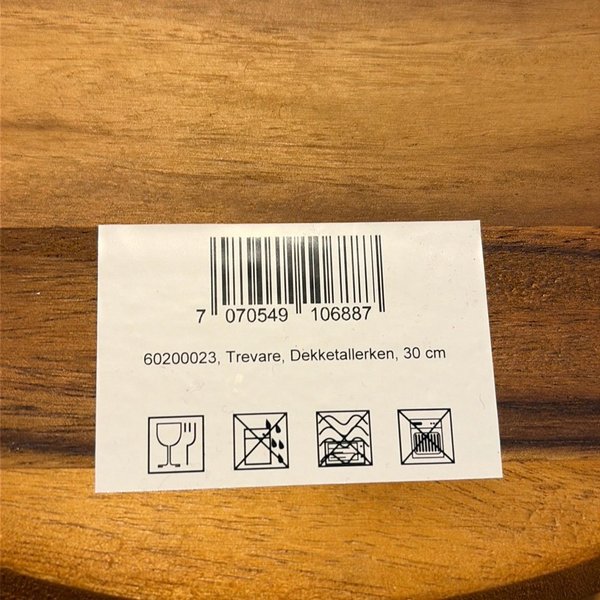 7 070549 106887
60200023, Trevare, Dekketallerken, 30 cm